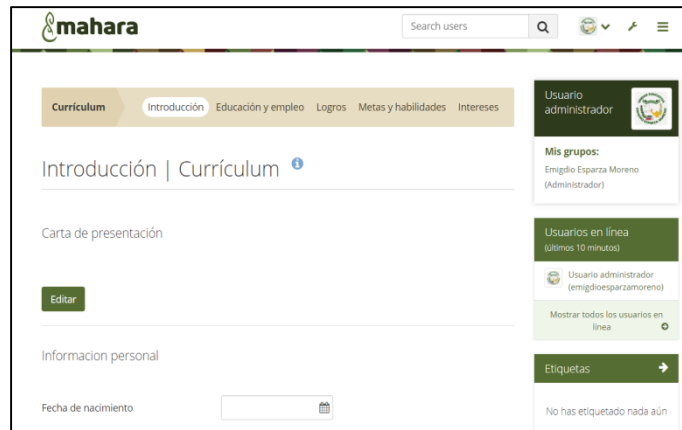 mahara
Search users
Currículum
Introducción
Educación y empleo
Logros
Metas y habilidades
Intereses
Introducción | Currículum
Carta de presentación
Editar
Informacion personal
Fecha de nacimiento
Usuario
administrador
Mis grupos:
Emigdio Esparza Moreno
(Administrador)
Usuarios en línea
(últimos 10 minutos)
Usuario administrador
(emigdioesparzamoreno)
Mostrar todos los usuarios en
línea
Etiquetas
No has etiquetado nada aún